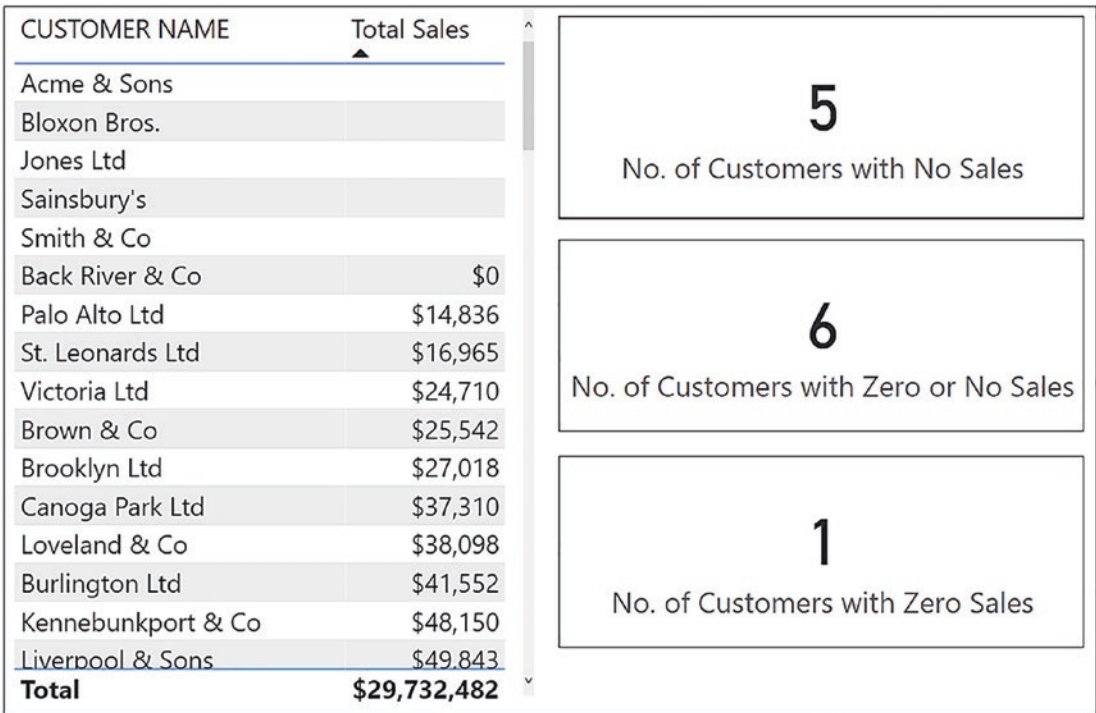 CUSTOMER NAME Total Sales
Acme & Sons
Bloxon Bros.
Jones Ltd
Sainsbury's
Smith & Co
Back River & Co $0
Palo Alto Ltd $14,836
St. Leonards Ltd $16,965
Victoria Ltd $24,710
Brown & Co $25,542
Brooklyn Ltd $27,018
Canoga Park Ltd $37,310
Loveland & Co $38,098
Burlington Ltd $41,552
Kennebunkport & Co $48,150
Liverpool & Sons $49,843
Total $29,732,482
5
No. of Customers with No Sales
6
No. of Customers with Zero or No Sales
1
No. of Customers with Zero Sales